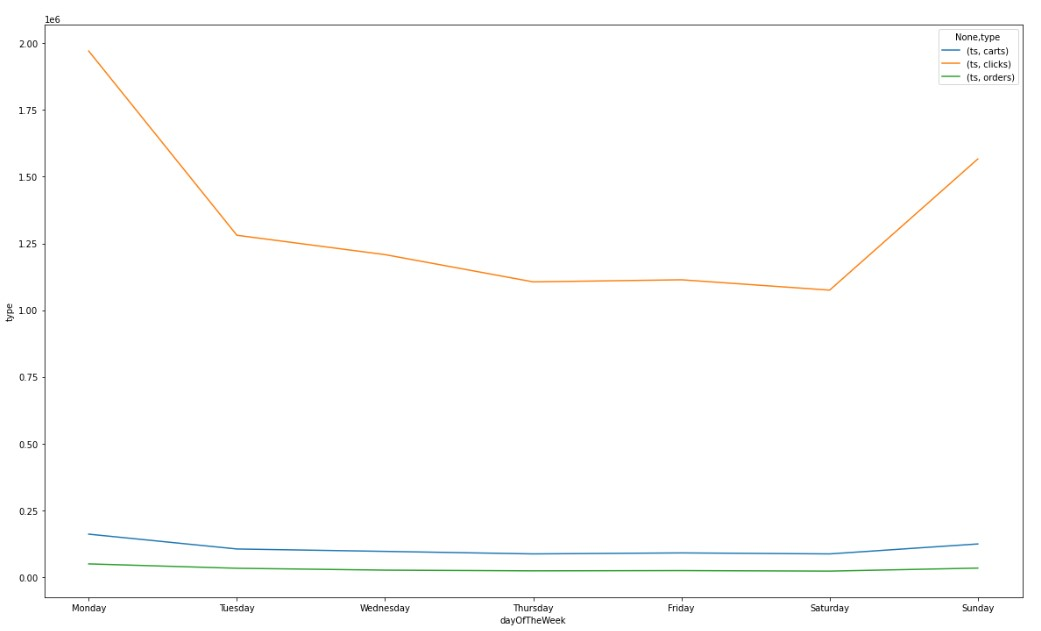 1e6
None,type
(ts, carts)
(ts, clicks)
(ts, orders)
2.00
1.75
1.50
1.25
1.00
0.75
0.50
0.25
0.00
type
Monday Tuesday Wednesday Thursday Friday Saturday Sunday
dayOfTheWeek